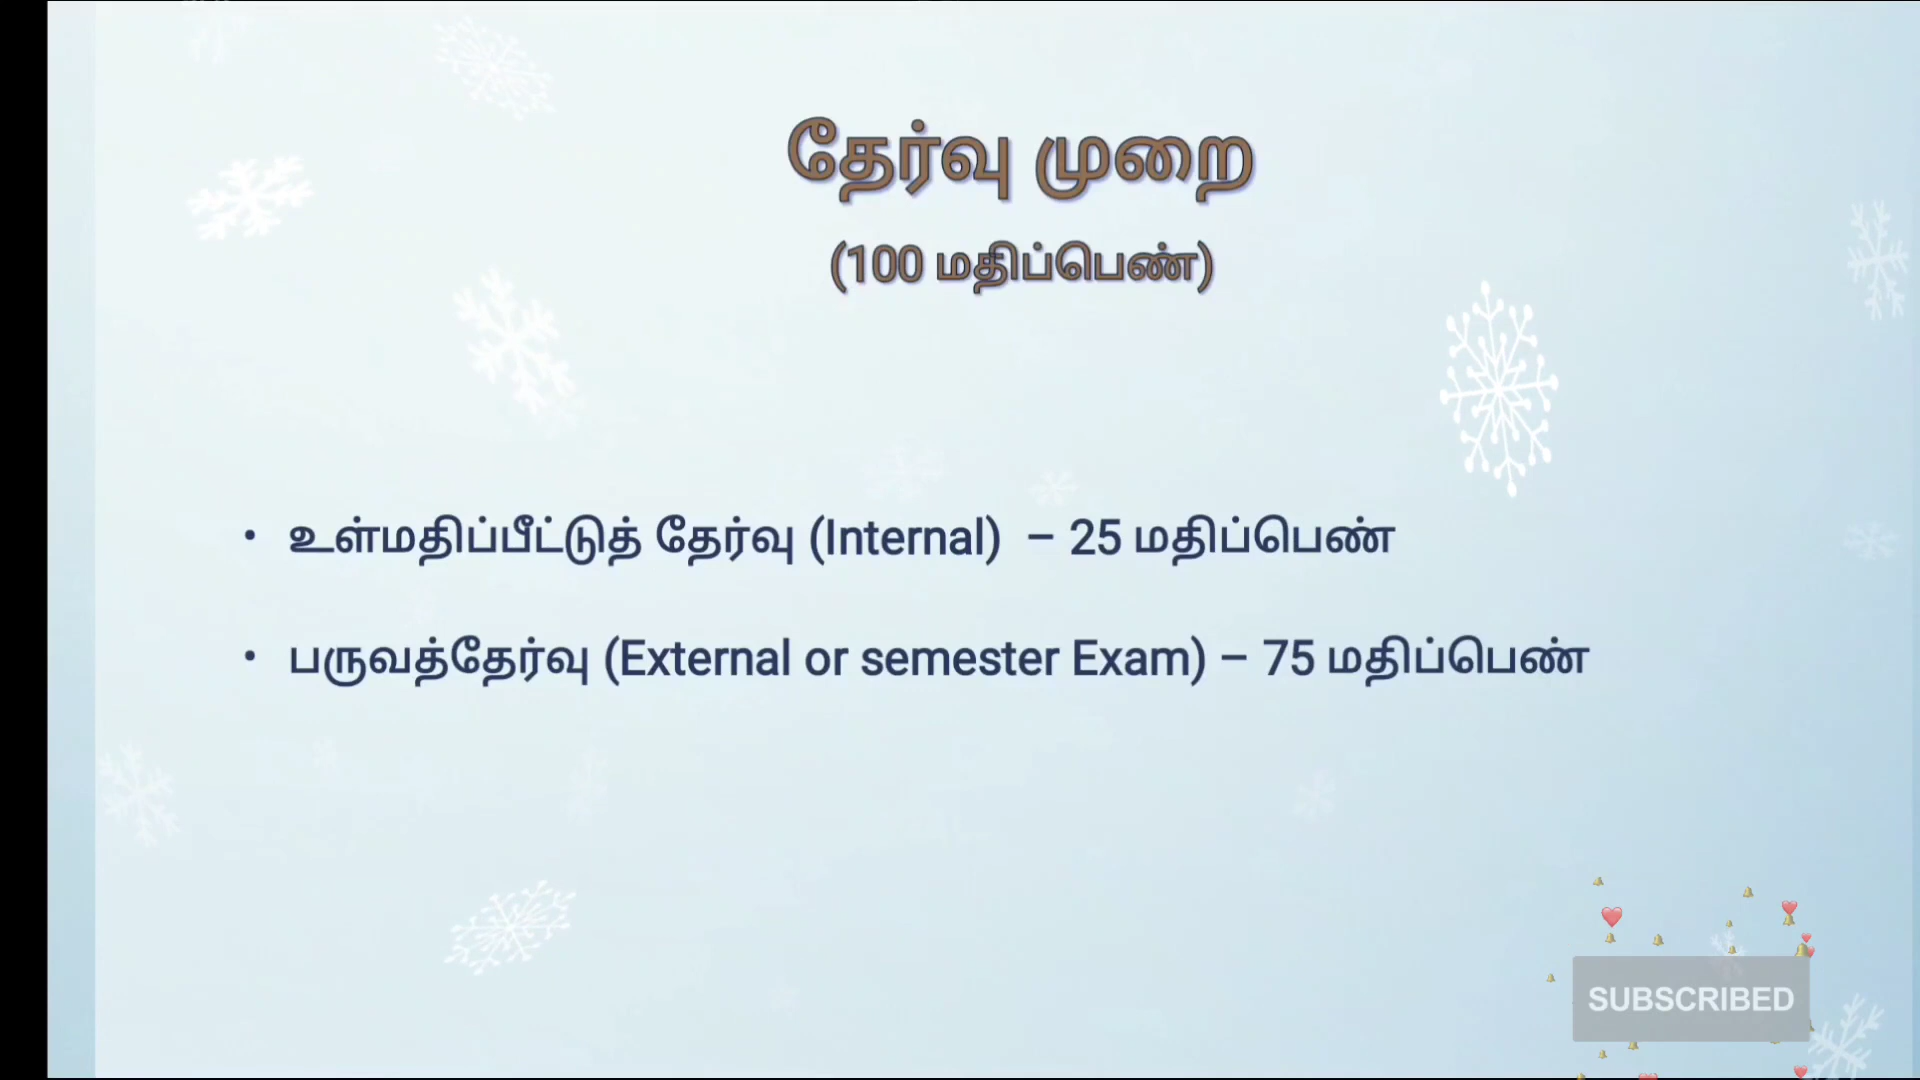 தேர்வு முறை
(100 மதிப்பெண்)
• உள்மதிப்பீட்டுத் தேர்வு (Internal) – 25 மதிப்பெண்
• பருவத்தேர்வு (External or semester Exam) – 75 மதிப்பெண்
SUBSCRIBED